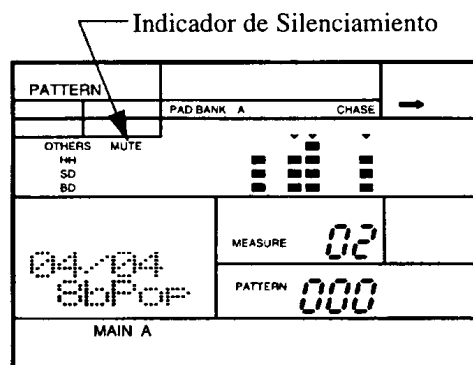 Indicador de Silenciamiento
PATTERN
PAD BANK A CHASE
OTHERS MUTE
HH
SD
BD
MEASURE 02
04/04
8bPop
PATTERN 000
MAIN A